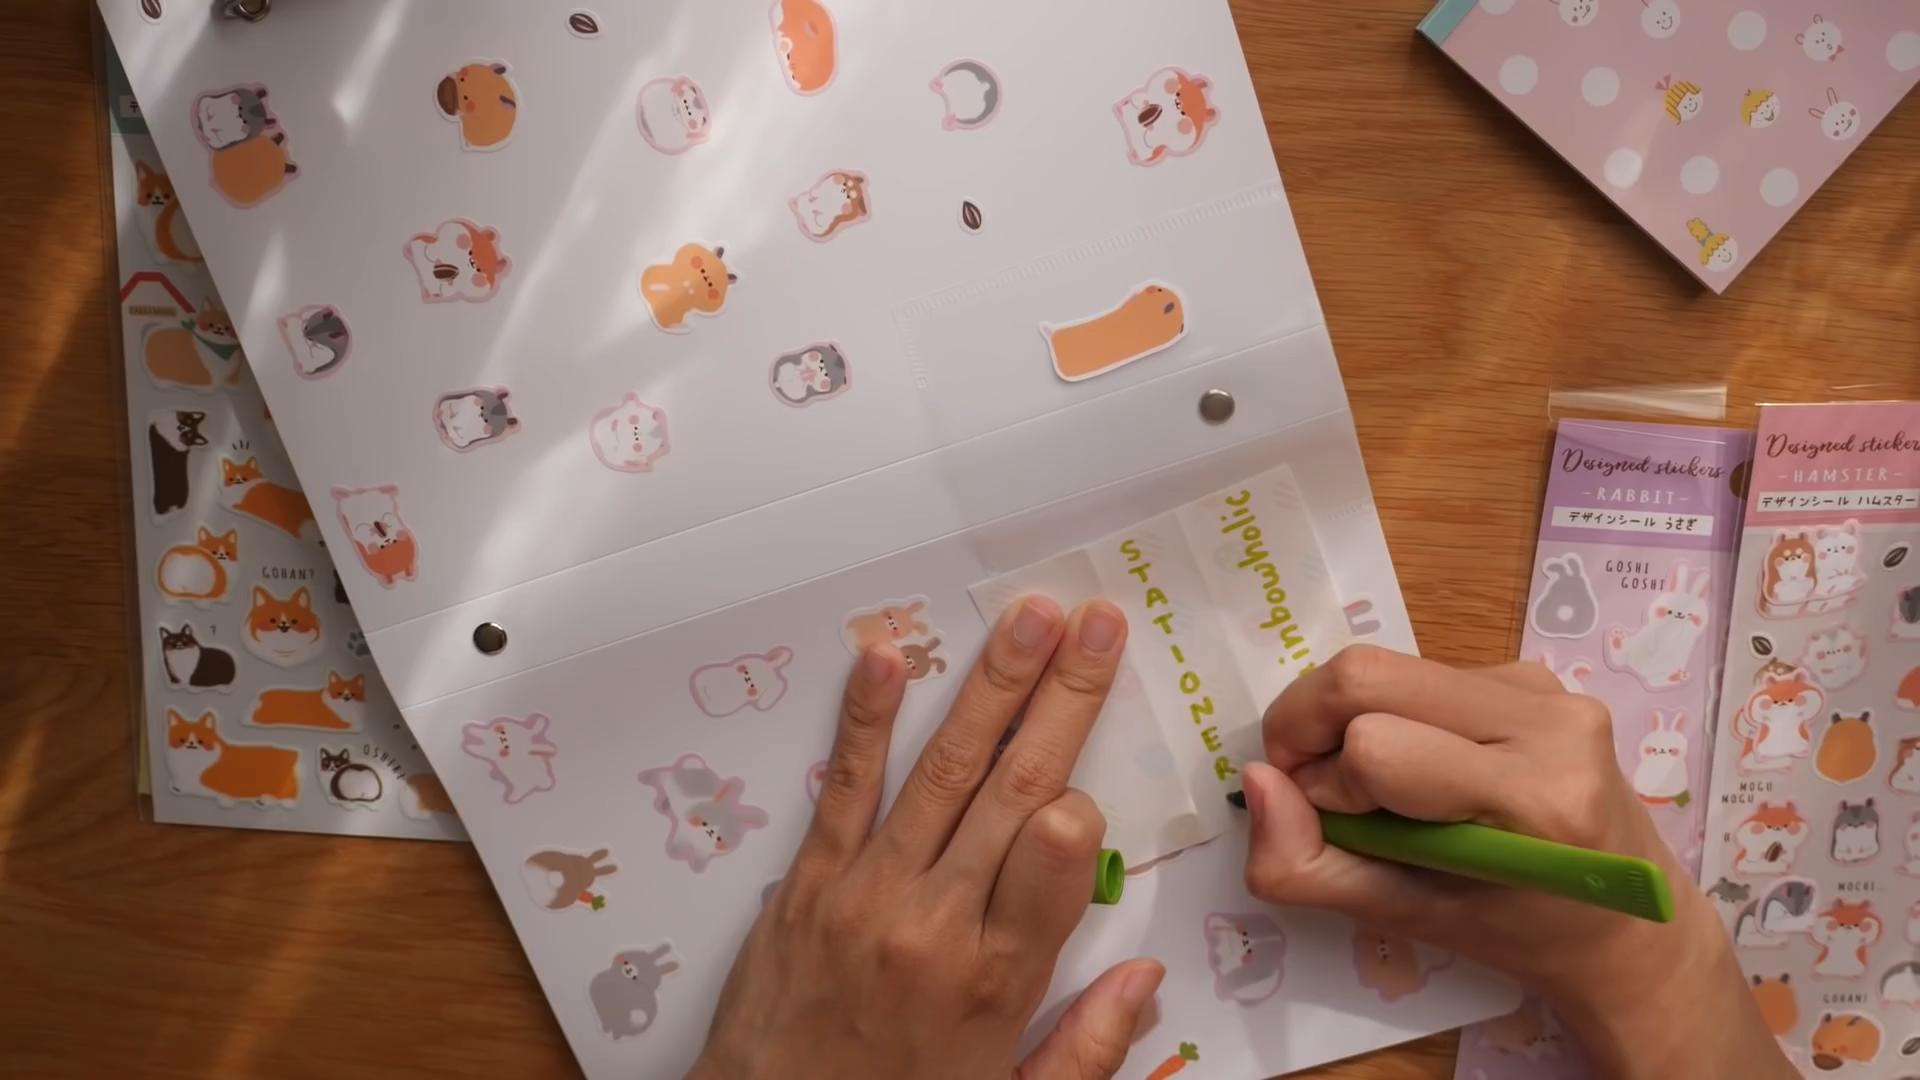 STATIONER
inbowholic
Designed stickers
-RABBIT-
デザインシール うさぎ
GOSHI
GOSHI
Designed sticker
-HAMSTER-
デザインシール ハムスター
MOGU
MOGU
MOCHI
GOHAN!
GOHAN?
?
OSHIRI